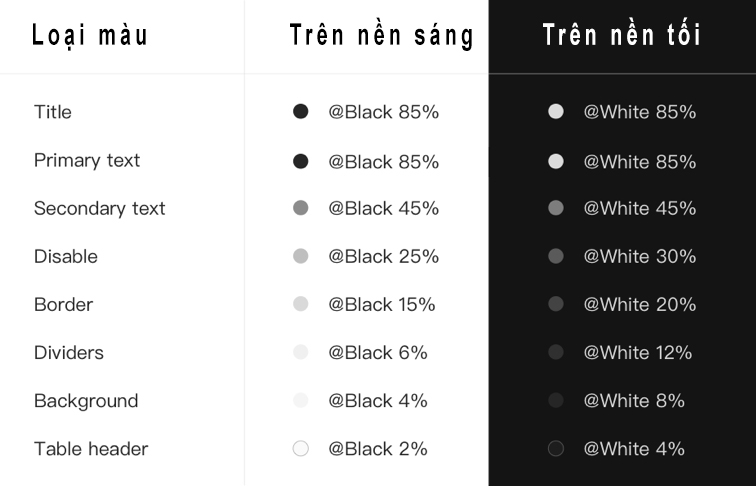 Loại màu Trên nền sáng Trên nền tối
Title @Black 85% @White 85%
Primary text @Black 85% @White 85%
Secondary text @Black 45% @White 45%
Disable @Black 25% @White 30%
Border @Black 15% @White 20%
Dividers @Black 6% @White 12%
Background @Black 4% @White 8%
Table header @Black 2% @White 4%